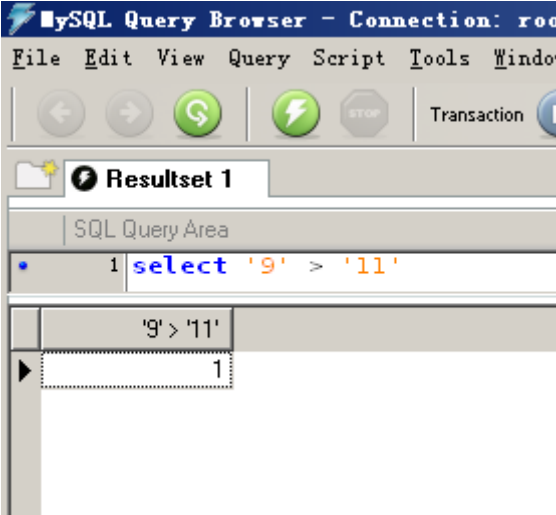 MySQL Query Browser - Connection: roo
File Edit View Query Script Tools Windo
STOP Transaction
Resultset 1
SQL Query Area
1 select '9' > '11'
'9' > '11'
1